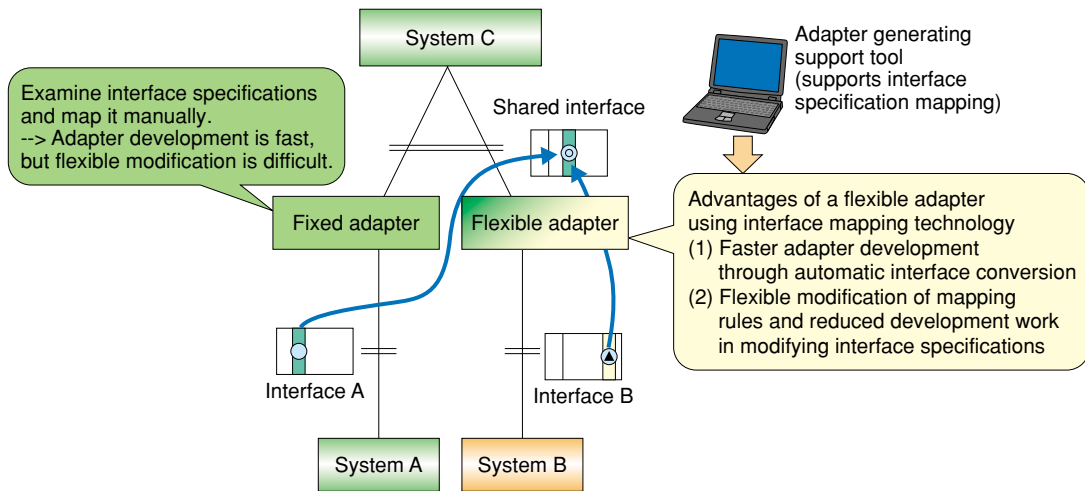 System C
Adapter generating
support tool
(supports interface
specification mapping)
Examine interface specifications
and map it manually.
--> Adapter development is fast,
but flexible modification is difficult.
Shared interface
Fixed adapter
Flexible adapter
Advantages of a flexible adapter
using interface mapping technology
(1) Faster adapter development
through automatic interface conversion
(2) Flexible modification of mapping
rules and reduced development work
in modifying interface specifications
Interface A
Interface B
System A
System B